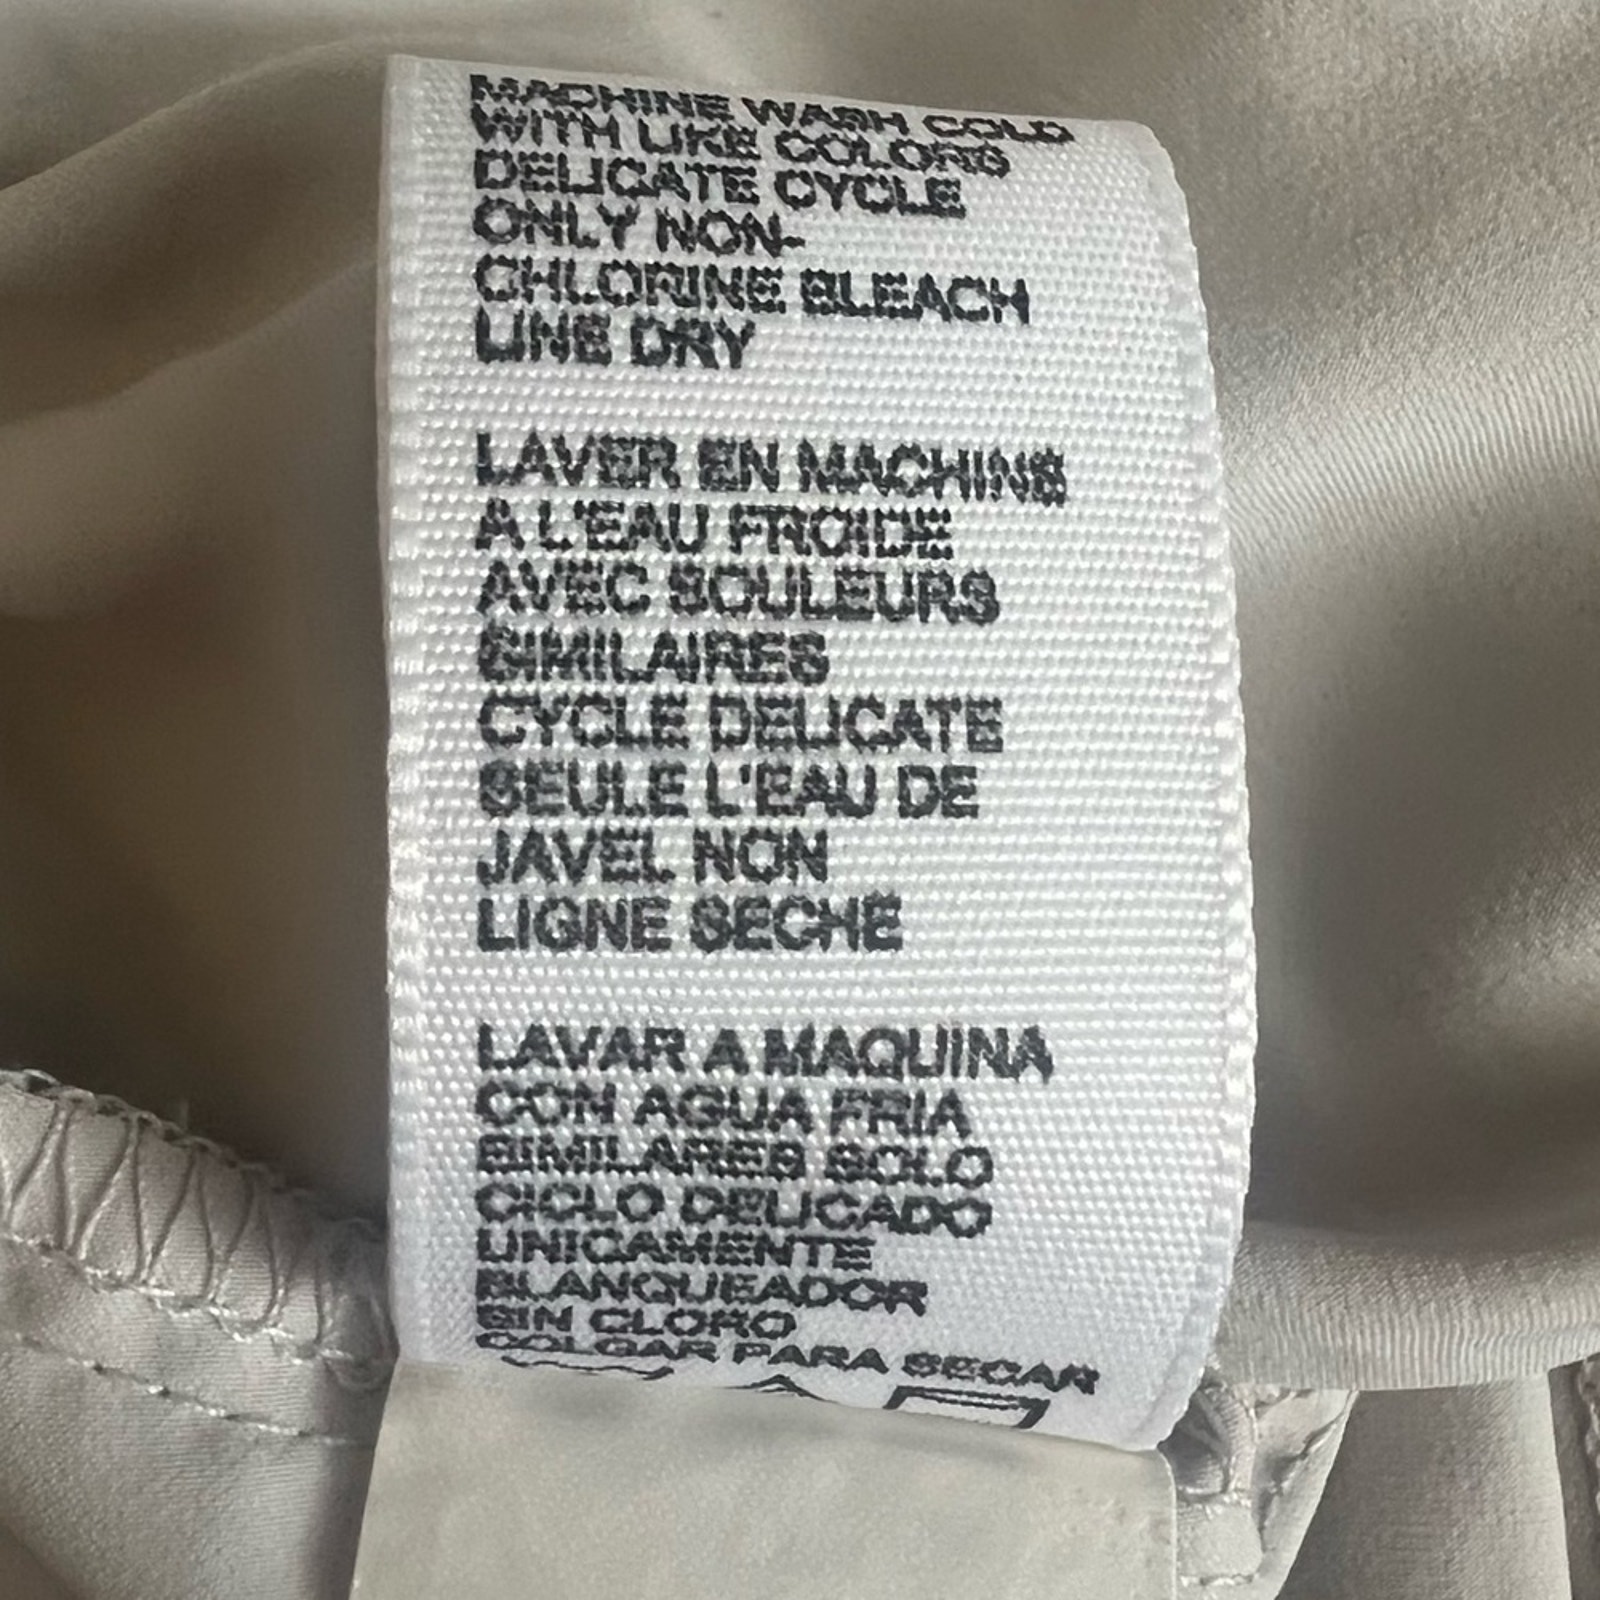 MACHINE WASH COLD
WITH LIKE COLORS
DELICATE CYCLE
ONLY NON-
CHLORINE BLEACH
LINE DRY
LAVER EN MACHINE
A L'EAU FROIDE
AVEC SOULEURS
SIMILAIRES
CYCLE DELICATE
SEULE L'EAU DE
JAVEL NON
LIGNE SECHE
LAVAR A MAQUINA
CON AGUA FRIA
SIMILARES SOLO
CICLO DELICADO
UNICAMENTE
BLANQUEADOR
SIN CLORO
COLGAR PARA SECAR